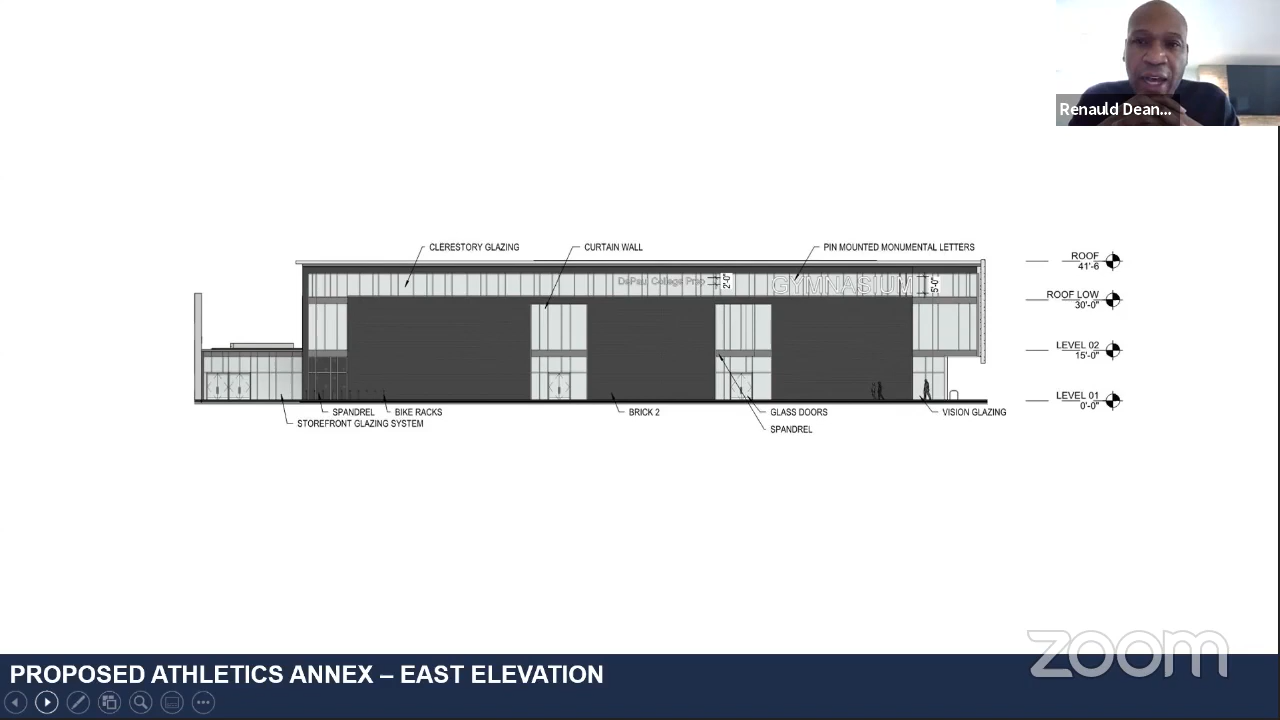 Renauld Dean...
CLERESTORY GLAZING
CURTAIN WALL
PIN MOUNTED MONUMENTAL LETTERS
ROOF
41'-6
DePaul College Prep
2'-0"
GYMNASIUM
5'-0"
ROOF LOW
30'-0"
LEVEL 02
15'-0"
LEVEL 01
0'-0"
SPANDREL
BIKE RACKS
BRICK 2
GLASS DOORS
VISION GLAZING
STOREFRONT GLAZING SYSTEM
SPANDREL
zoom
PROPOSED ATHLETICS ANNEX – EAST ELEVATION